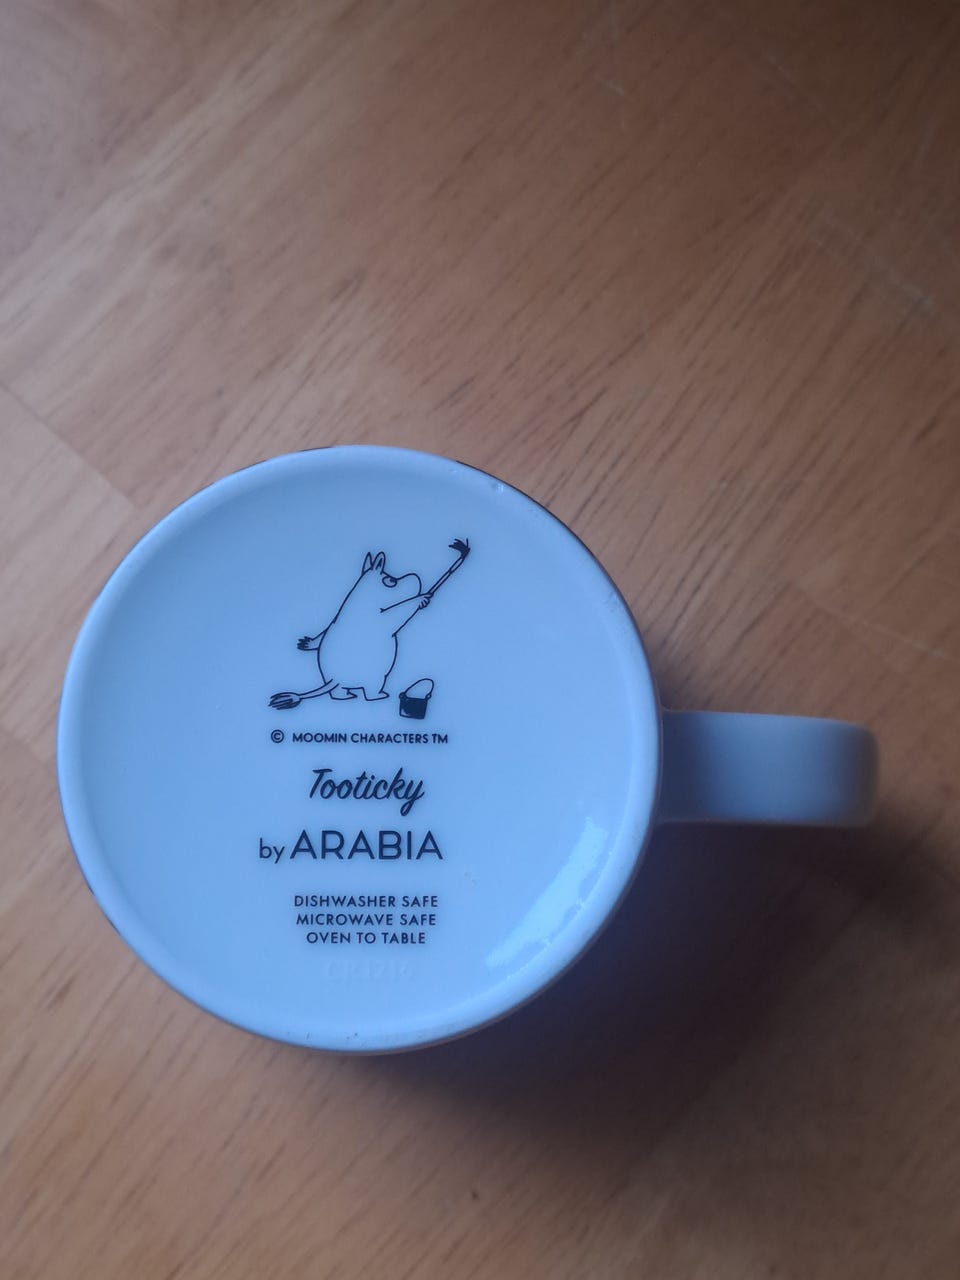 © MOOMIN CHARACTERS TM
Tooticky
by ARABIA
DISHWASHER SAFE
MICROWAVE SAFE
OVEN TO TABLE